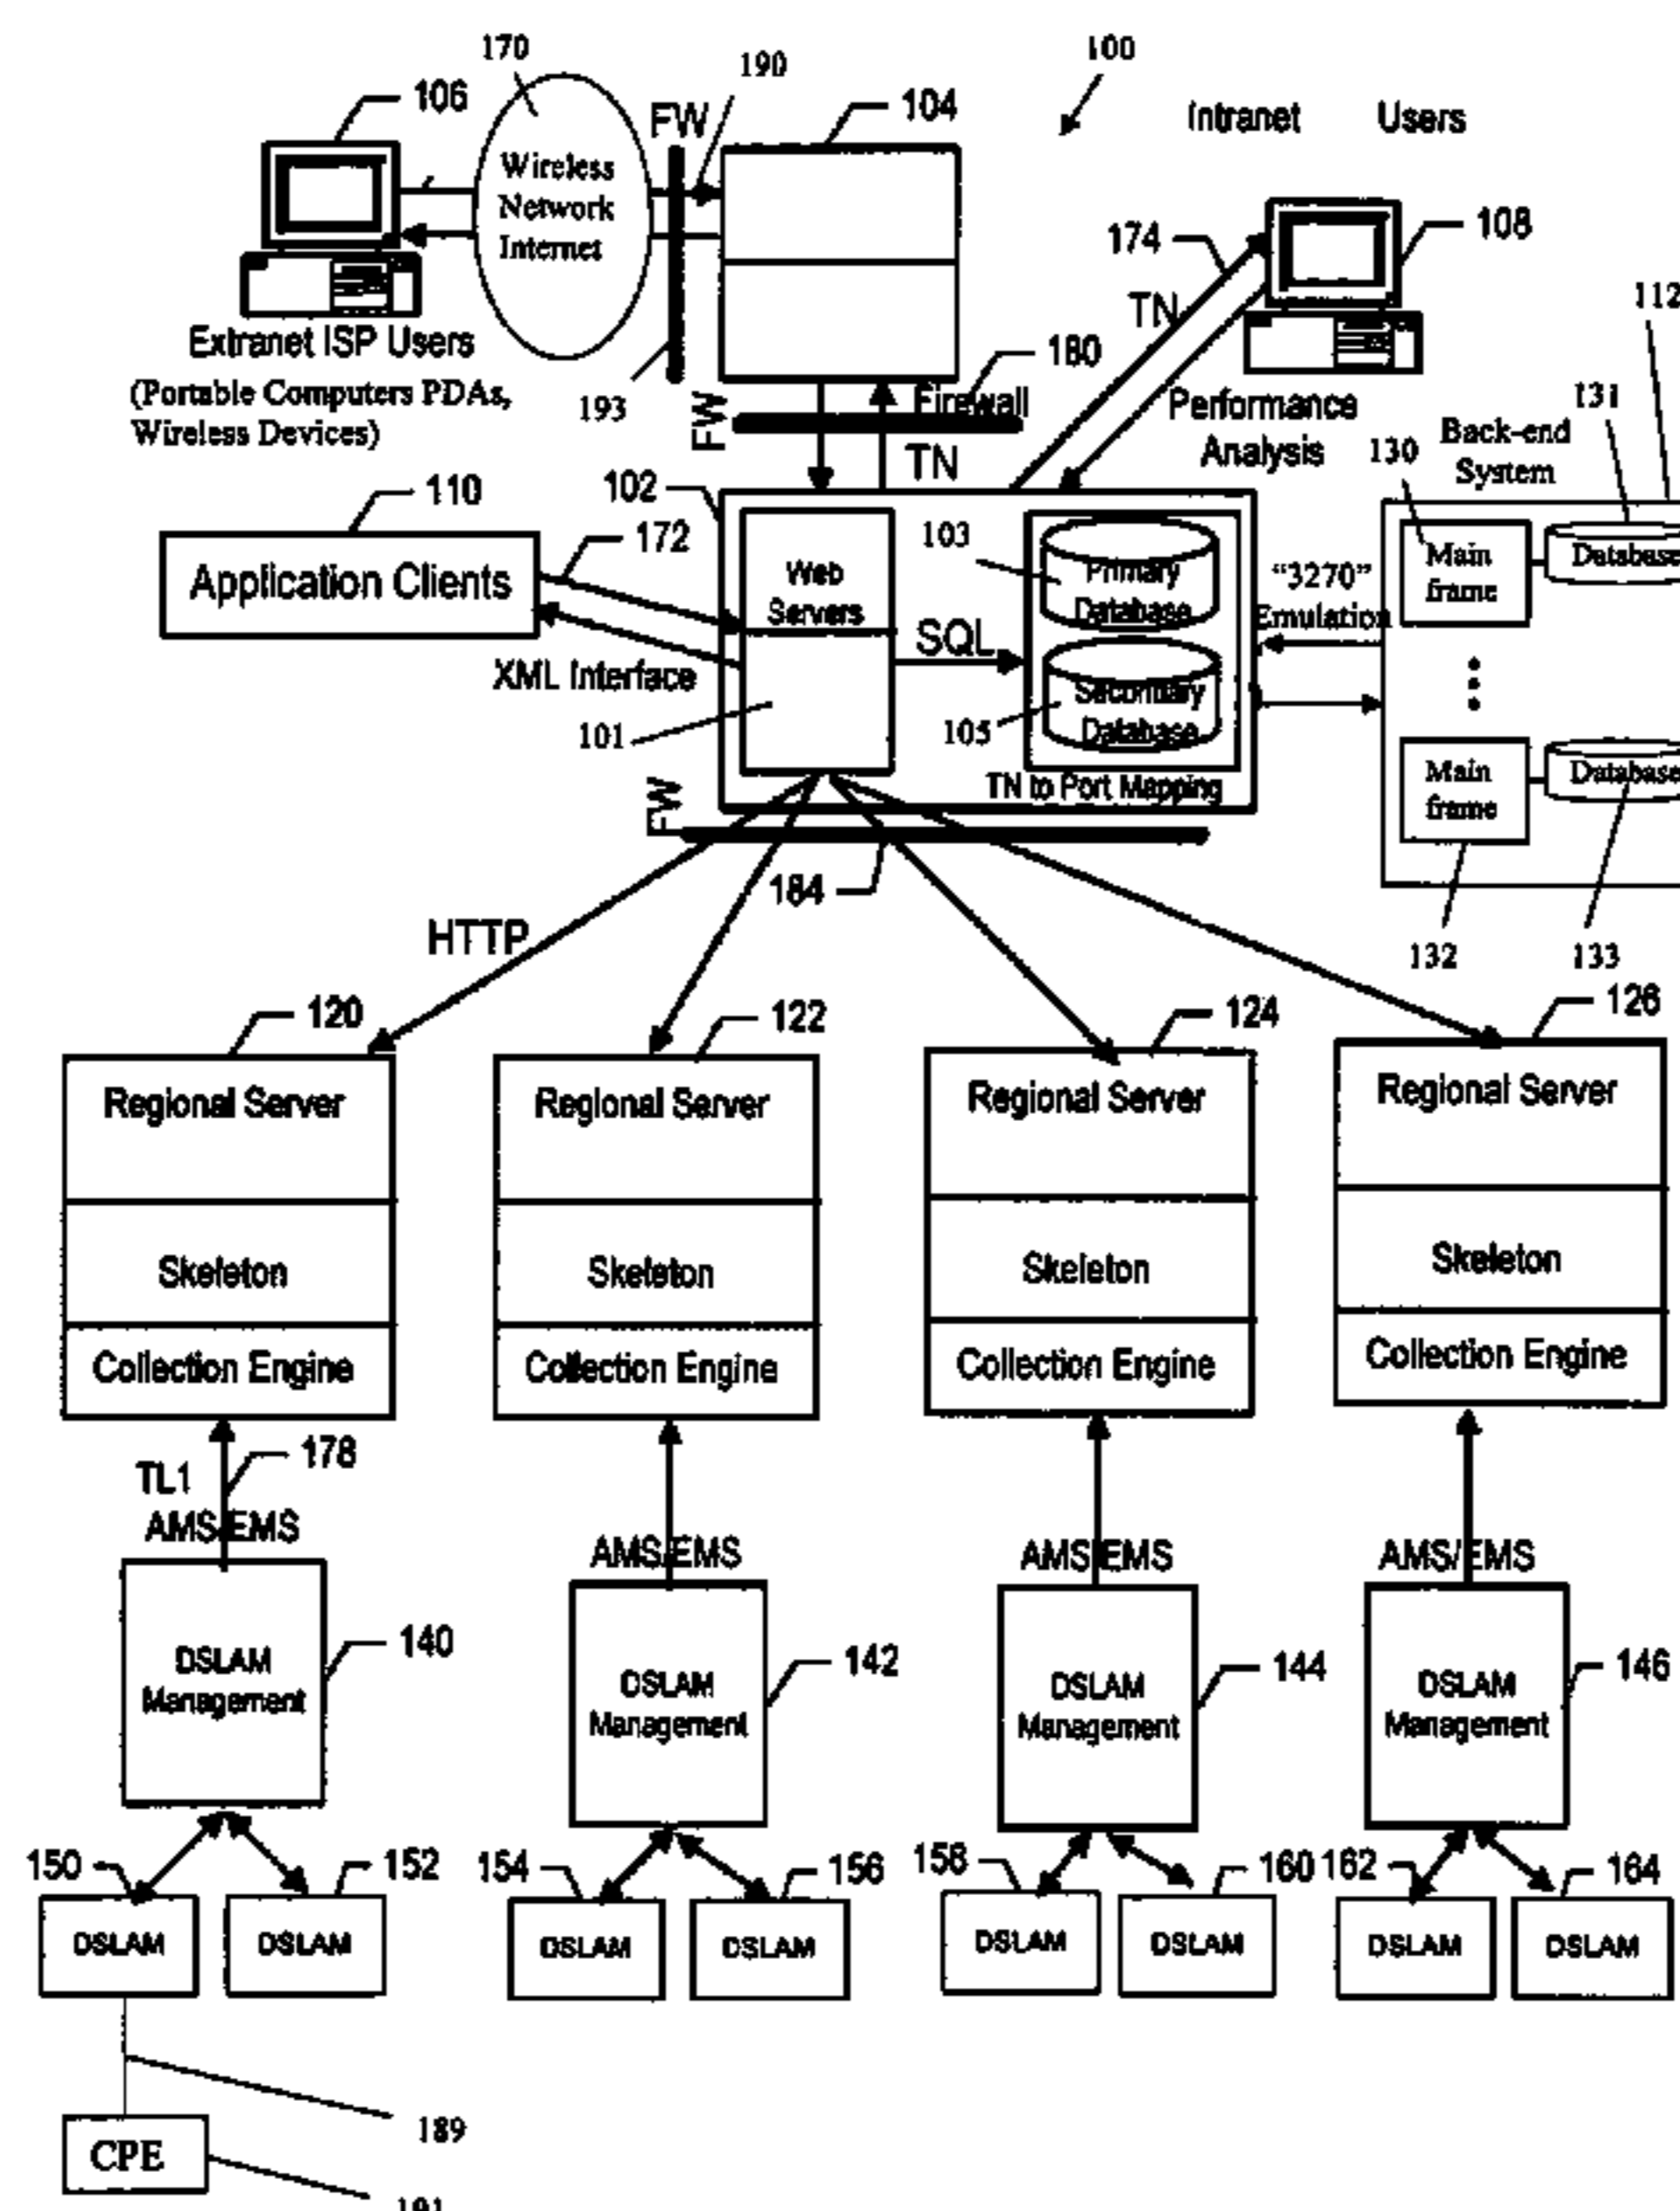 170
190
100
106
FW
104
Intranet Users
Wireless
Network
Internet
174
108
TN
112
Extranet ISP Users
(Portable Computers PDAs,
Wireless Devices)
193
180
FW
Firewall
TN
Performance
Analysis
131
130
Back-end
System
110
102
172
Application Clients
XML Interface
101
Web
Servers
SQL
103
Primary
Database
105
Secondary
Database
TN to Port Mapping
"3270"
Emulation
Main
frame
Database
Main
frame
Database
FW
184
HTTP
132
133
120
122
124
126
Regional Server
Regional Server
Regional Server
Regional Server
Skeleton
Skeleton
Skeleton
Skeleton
Collection Engine
Collection Engine
Collection Engine
Collection Engine
TL1
178
AMS/EMS
AMS/EMS
AMS/EMS
AMS/EMS
DSLAM
Management
140
DSLAM
Management
142
DSLAM
Management
144
DSLAM
Management
146
150
152
154
156
158
160
162
164
DSLAM
DSLAM
DSLAM
DSLAM
DSLAM
DSLAM
DSLAM
DSLAM
189
CPE
191